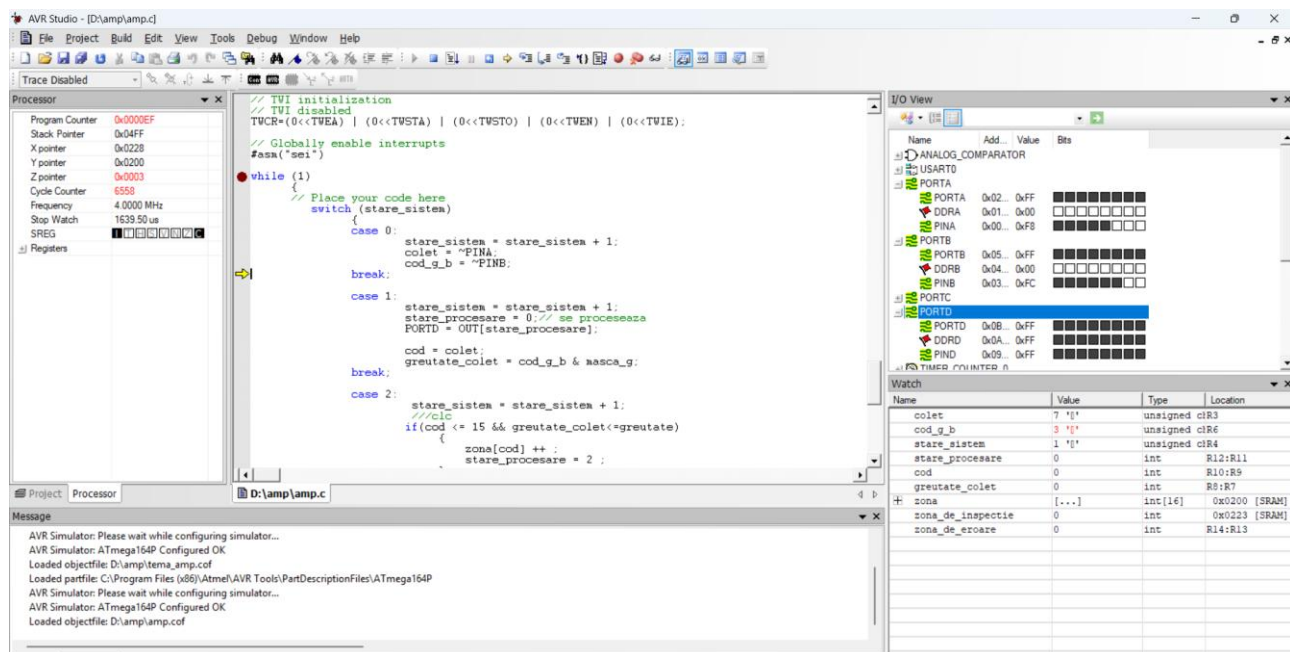 AVR Studio - [D:\amp\amp.c]
File Project Build Edit View Tools Debug Window Help
Trace Disabled
Processor
Program Counter 0x0000EF
Stack Pointer 0x04FF
X pointer 0x0228
Y pointer 0x0200
Z pointer 0x0003
Cycle Counter 6558
Frequency 4.0000 MHz
Stop Watch 1639.50 us
SREG I T H S V N Z C
Registers
Project Processor
// TWI initialization
// TWI disabled
TWCR=(0<<TWEA) | (0<<TWSTA) | (0<<TWSTO) | (0<<TWEN) | (0<<TWIE);
// Globally enable interrupts
#asm("sei")
while (1)
{
// Place your code here
switch (stare_sistem)
{
case 0:
stare_sistem = stare_sistem + 1;
colet = ~PINA;
cod_g_b = ~PINB;
break;
case 1:
stare_sistem = stare_sistem + 1;
stare_procesare = 0;// se proceseaza
PORTD = OUT[stare_procesare];
cod = colet;
greutate_colet = cod_g_b & masca_g;
break;
case 2:
stare_sistem = stare_sistem + 1;
///clc
if(cod <= 15 && greutate_colet<=greutate)
{
zona[cod] ++ ;
stare_procesare = 2 ;
D:\amp\amp.c
I/O View
Name Add... Value Bits
ANALOG_COMPARATOR
USART0
PORTA
PORTA 0x02... 0xFF
DDRA 0x01... 0x00
PINA 0x00... 0xF8
PORTB
PORTB 0x05... 0xFF
DDRB 0x04... 0x00
PINB 0x03... 0xFC
PORTC
PORTD
PORTD 0x0B... 0xFF
DDRD 0x0A... 0xFF
PIND 0x09... 0xFF
TIMER_COUNTER_0
Watch
Name Value Type Location
colet 7 '▯' unsigned cl R3
cod_g_b 3 '▯' unsigned cl R6
stare_sistem 1 '▯' unsigned cl R4
stare_procesare 0 int R12:R11
cod 0 int R10:R9
greutate_colet 0 int R8:R7
zona [...] int[16] 0x0200 [SRAM]
zona_de_inspectie 0 int 0x0223 [SRAM]
zona_de_eroare 0 int R14:R13
Message
AVR Simulator: Please wait while configuring simulator...
AVR Simulator: ATmega164P Configured OK
Loaded objectfile: D:\amp\tema_amp.cof
Loaded partfile: C:\Program Files (x86)\Atmel\AVR Tools\PartDescriptionFiles\ATmega164P
AVR Simulator: Please wait while configuring simulator...
AVR Simulator: ATmega164P Configured OK
Loaded objectfile: D:\amp\amp.cof